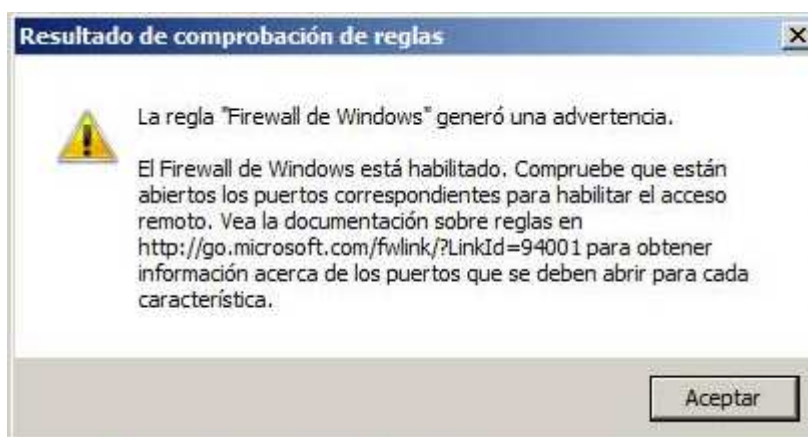 Resultado de comprobación de reglas
La regla "Firewall de Windows" generó una advertencia.
El Firewall de Windows está habilitado. Compruebe que están
abiertos los puertos correspondientes para habilitar el acceso
remoto. Vea la documentación sobre reglas en
http://go.microsoft.com/fwlink/?LinkId=94001 para obtener
información acerca de los puertos que se deben abrir para cada
característica.
Aceptar